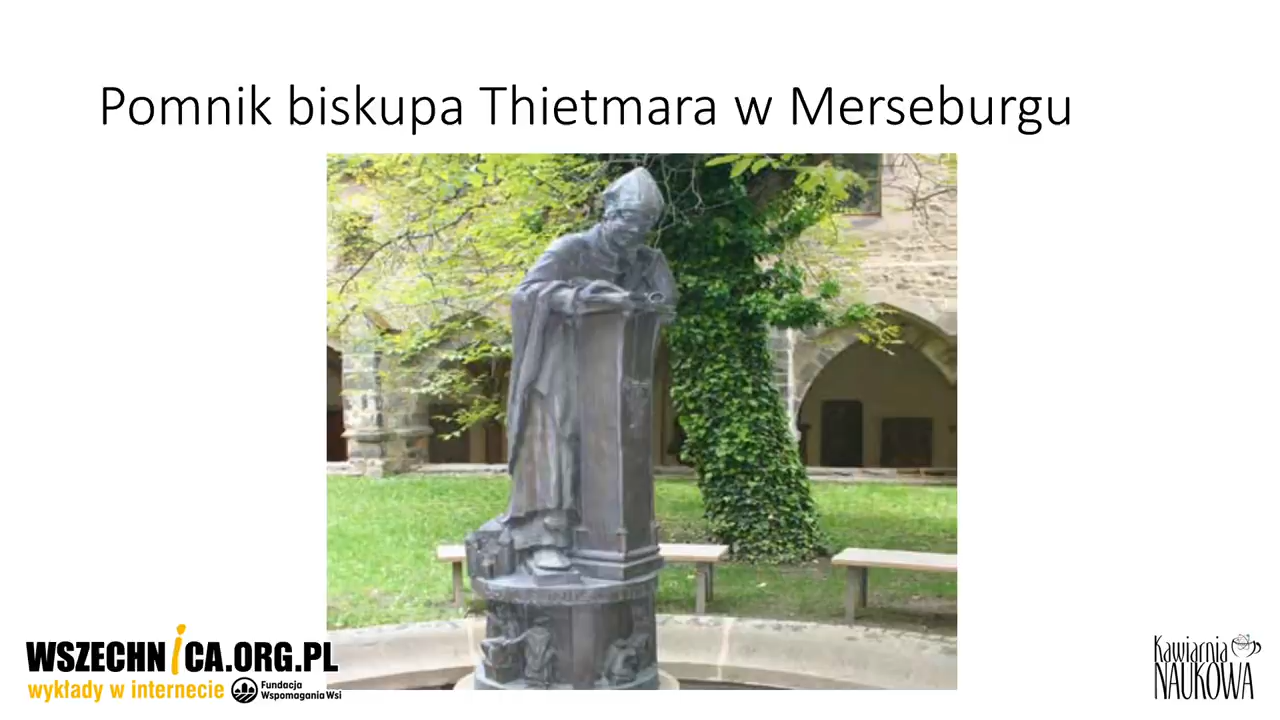 Pomnik biskupa Thietmara w Merseburgu
WSZECHNiCA.ORG.PL
wykłady w internecie
Fundacja
Wspomagania Wsi
Kawiarnia
NAUKOWA